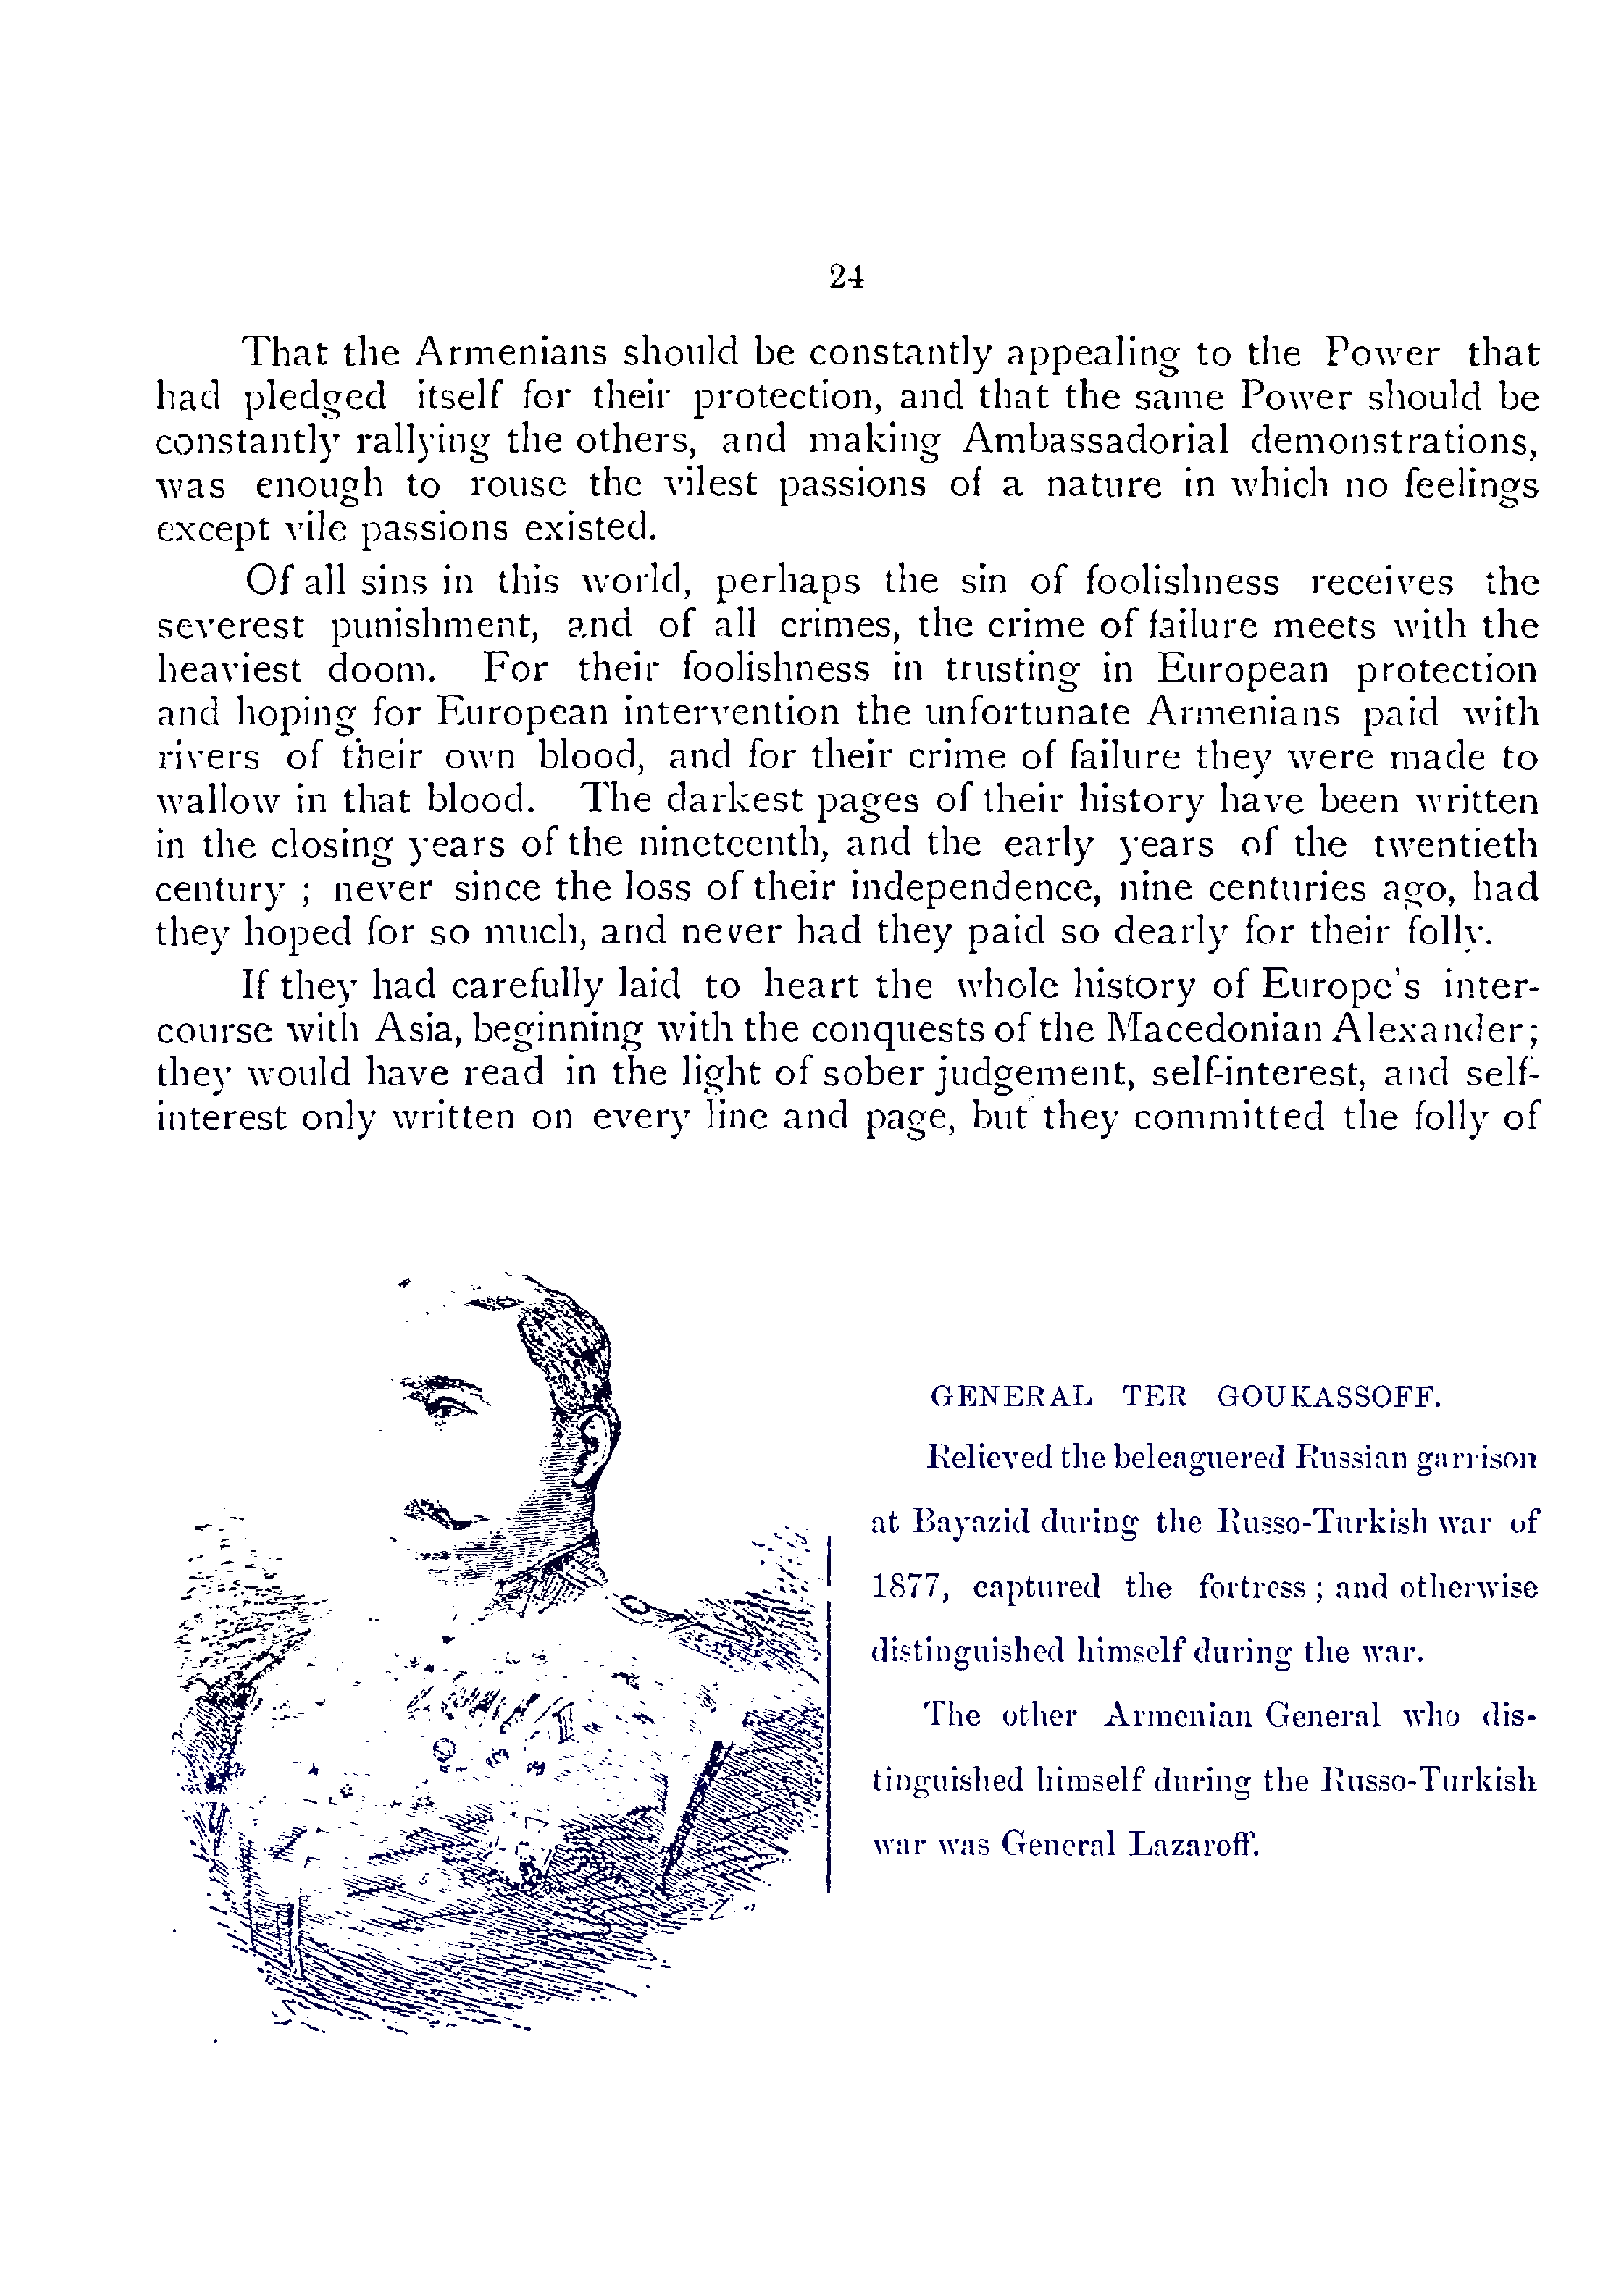 24
That the Armenians should be constantly appealing to the Power that
had pledged itself for their protection, and that the same Power should be
constantly rallying the others, and making Ambassadorial demonstrations,
was enough to rouse the vilest passions of a nature in which no feelings
except vile passions existed.
Of all sins in this world, perhaps the sin of foolishness receives the
severest punishment, and of all crimes, the crime of failure meets with the
heaviest doom. For their foolishness in trusting in European protection
and hoping for European intervention the unfortunate Armenians paid with
rivers of their own blood, and for their crime of failure they were made to
wallow in that blood. The darkest pages of their history have been written
in the closing years of the nineteenth, and the early years of the twentieth
century ; never since the loss of their independence, nine centuries ago, had
they hoped for so much, and never had they paid so dearly for their folly.
If they had carefully laid to heart the whole history of Europe's inter-
course with Asia, beginning with the conquests of the Macedonian Alexander;
they would have read in the light of sober judgement, self-interest, and self-
interest only written on every line and page, but they committed the folly of
GENERAL TER GOUKASSOFF.
Relieved the beleaguered Russian garrison
at Bayazid during the Russo-Turkish war of
1877, captured the fortress ; and otherwise
distinguished himself during the war.
The other Armenian General who dis-
tinguished himself during the Russo-Turkish
war was General Lazaroff.